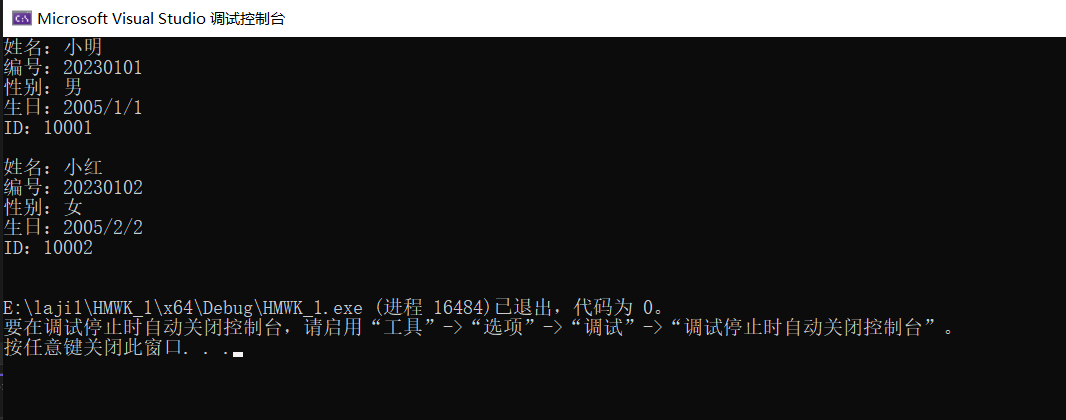 Microsoft Visual Studio 调试控制台
姓名：小明
编号：20230101
性别：男
生日：2005/1/1
ID：10001
姓名：小红
编号：20230102
性别：女
生日：2005/2/2
ID：10002
E:\laji1\HMWK_1\x64\Debug\HMWK_1.exe (进程 16484)已退出，代码为 0。
要在调试停止时自动关闭控制台，请启用“工具”->“选项”->“调试”->“调试停止时自动关闭控制台”。
按任意键关闭此窗口. . .